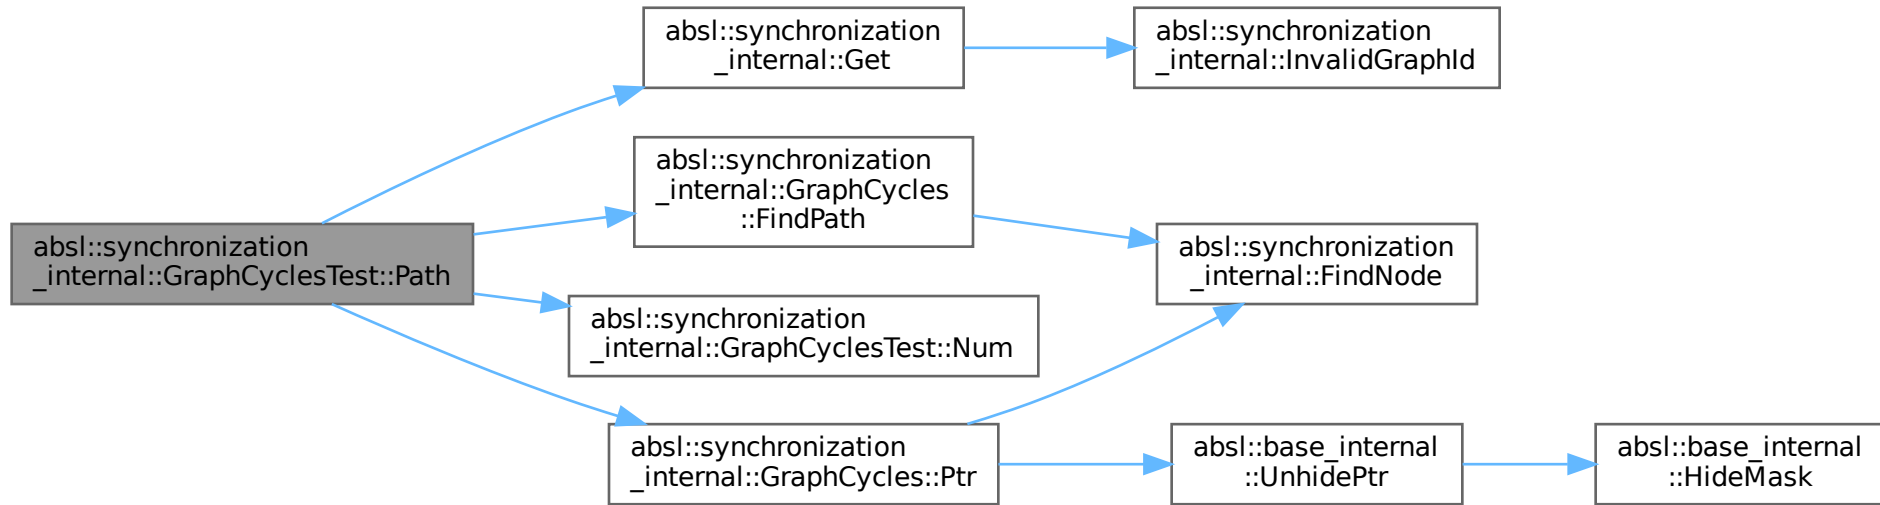 absl::synchronization
_internal::Get
absl::synchronization
_internal::InvalidGraphId
absl::synchronization
_internal::GraphCycles
::FindPath
absl::synchronization
_internal::GraphCyclesTest::Path
absl::synchronization
_internal::FindNode
absl::synchronization
_internal::GraphCyclesTest::Num
absl::synchronization
_internal::GraphCycles::Ptr
absl::base_internal
::UnhidePtr
absl::base_internal
::HideMask